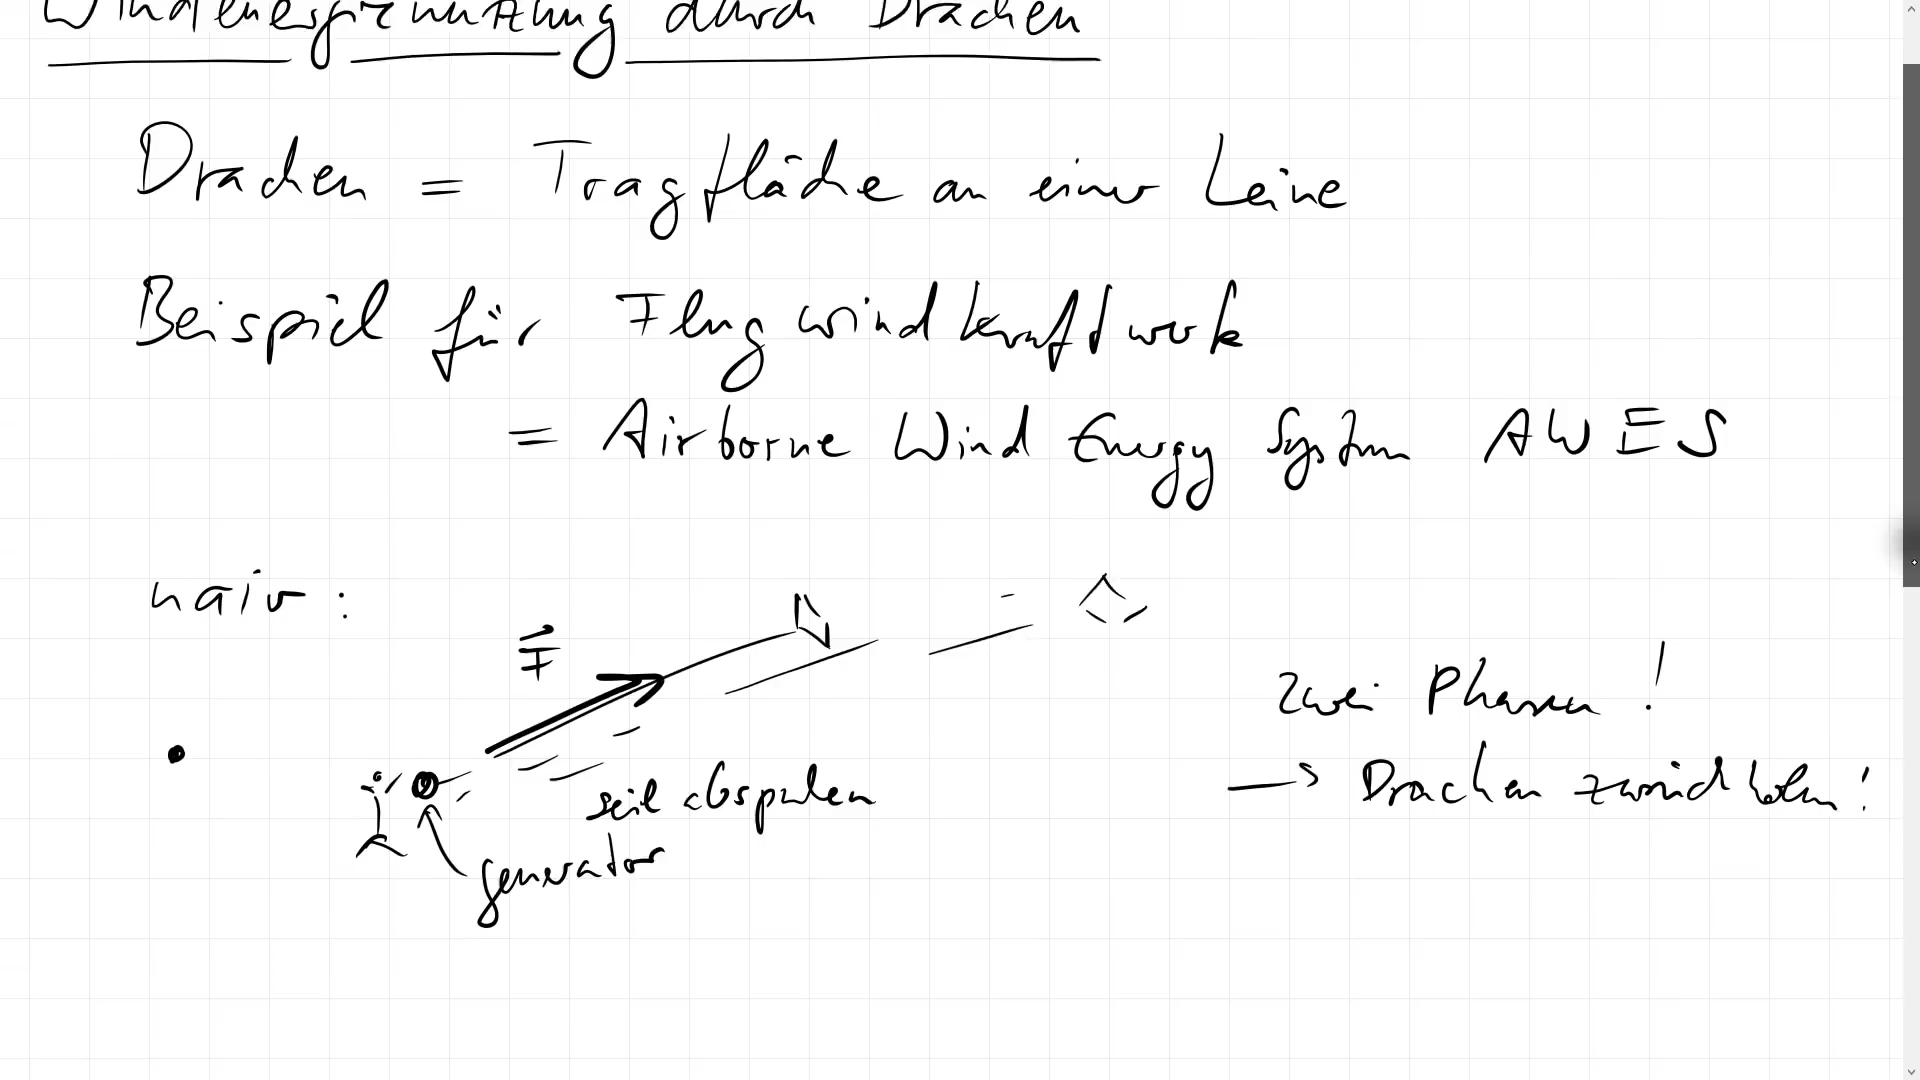 Windenergienutzung durch Drachen
Drachen = Tragfläche an einer Leine
Beispiel für Flugwindkraftwerk
= Airborne Wind Energy System AWES
naiv:
F
zwei Phasen!
→ Drachen zurückholen!
seil abspulen
generator